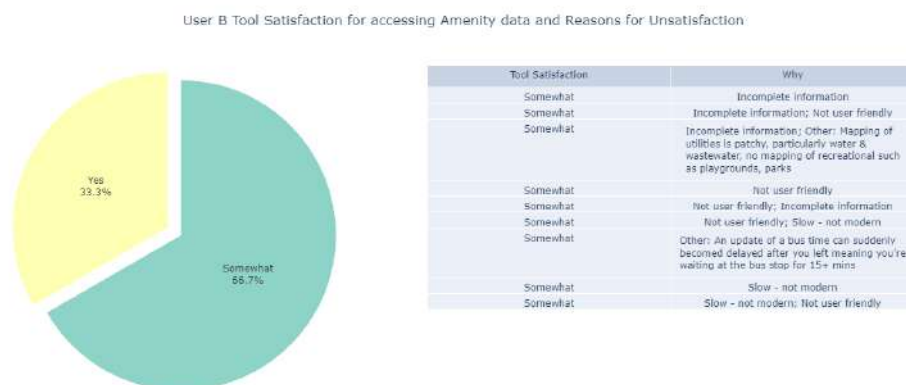 User B Tool Satisfaction for accessing Amenity data and Reasons for Unsatisfaction
Yes
33.3%
Somewhat
66.7%
Tool Satisfaction Why
Somewhat Incomplete information
Somewhat Incomplete information; Not user friendly
Somewhat Incomplete information; Other: Mapping of
utilities is patchy, particularly water &
wastewater, no mapping of recreational such
as playgrounds, parks
Somewhat Not user friendly
Somewhat Not user friendly; Incomplete information
Somewhat Not user friendly; Slow - not modern
Somewhat Other: An update of a bus time can suddenly
becomed delayed after you left meaning you're
waiting at the bus stop for 15+ mins
Somewhat Slow - not modern
Somewhat Slow - not modern; Not user friendly